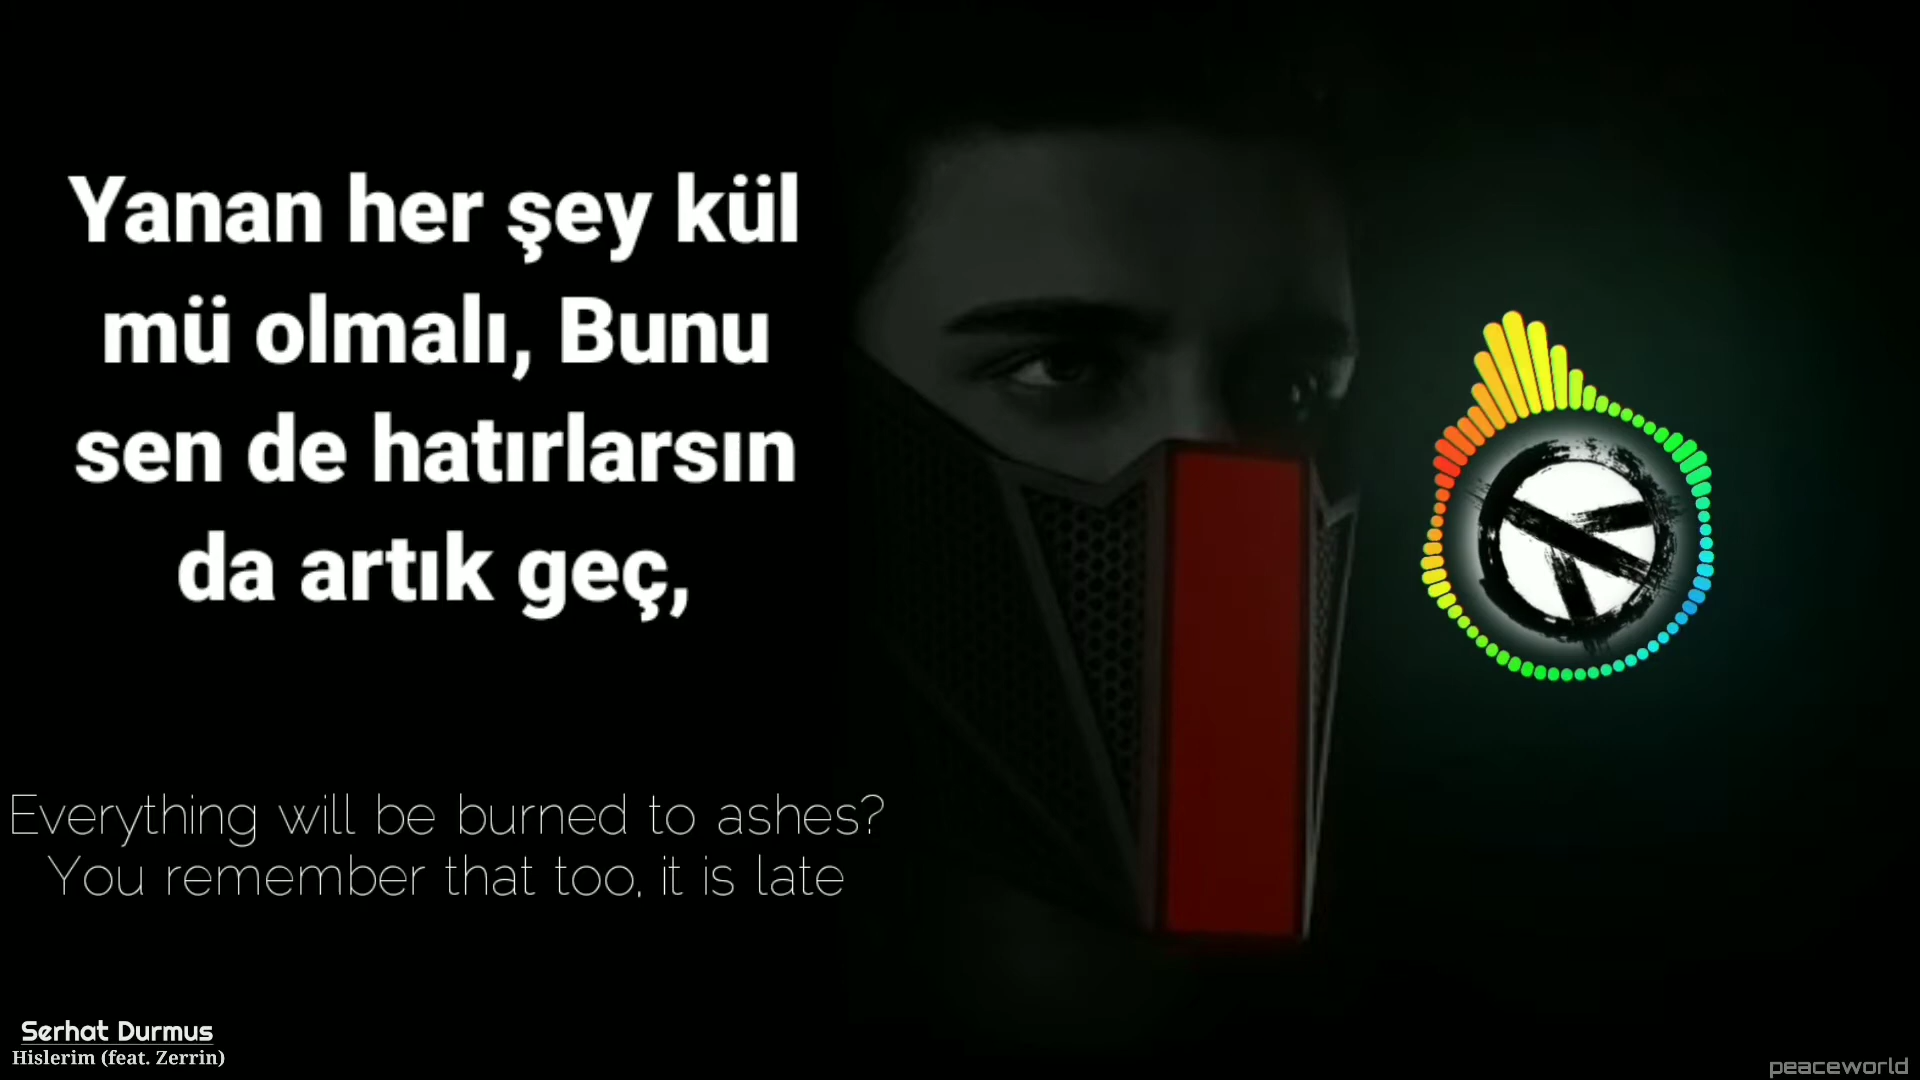 Yanan her şey kül
mü olmalı, Bunu
sen de hatırlarsın
da artık geç,
Everything will be burned to ashes?
You remember that too, it is late
Serhat Durmus
Hislerim (feat. Zerrin)
peaceworld